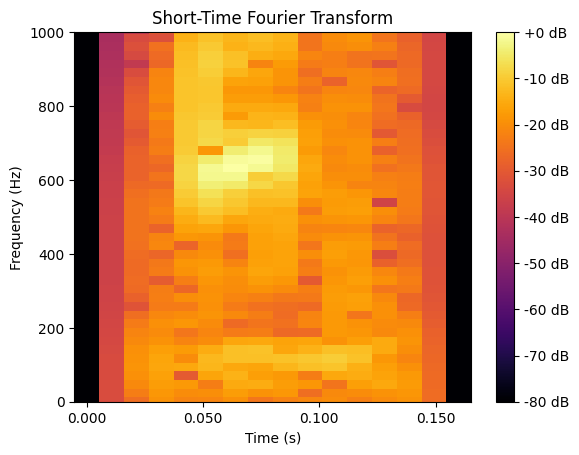 Short-Time Fourier Transform
1000
800
600
400
200
0
Frequency (Hz)
0.000
0.050
0.100
0.150
Time (s)
+0 dB
-10 dB
-20 dB
-30 dB
-40 dB
-50 dB
-60 dB
-70 dB
-80 dB